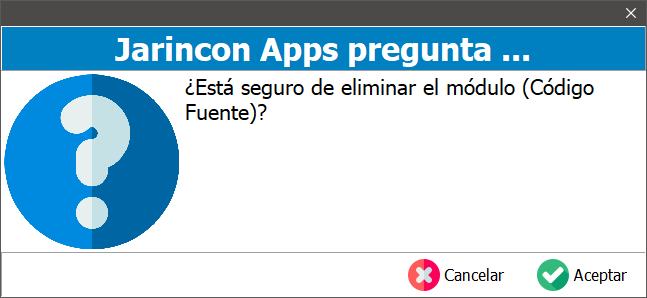 Jarincon Apps pregunta ...
¿Está seguro de eliminar el módulo (Código
Fuente)?
Cancelar
Aceptar